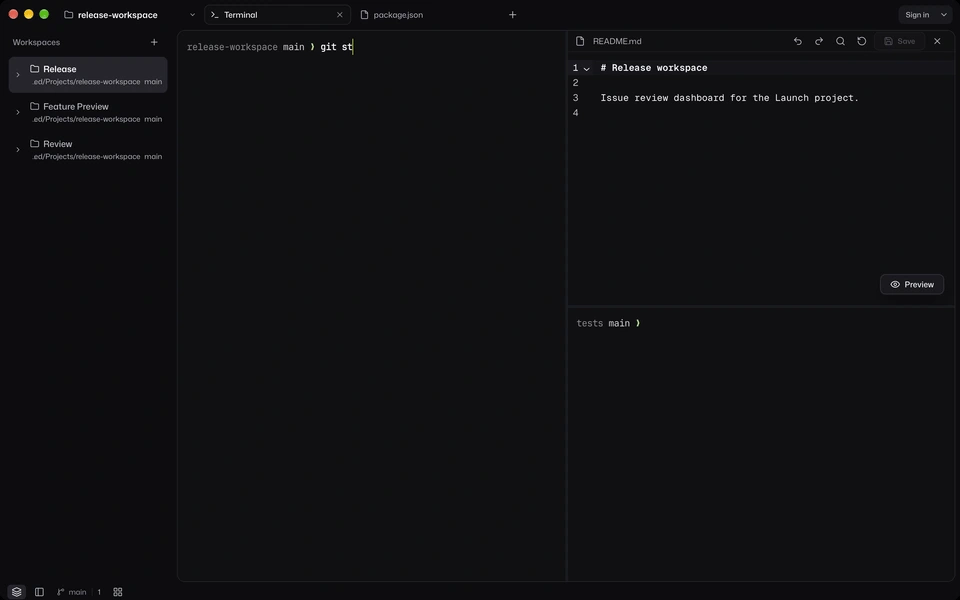 release-workspace
Terminal
package.json
Sign in
Workspaces
Release
.ed/Projects/release-workspace main
Feature Preview
.ed/Projects/release-workspace main
Review
.ed/Projects/release-workspace main
release-workspace main ❯ git st
README.md
Save
1 # Release workspace
2
3 Issue review dashboard for the Launch project.
4
Preview
tests main ❯
main 1